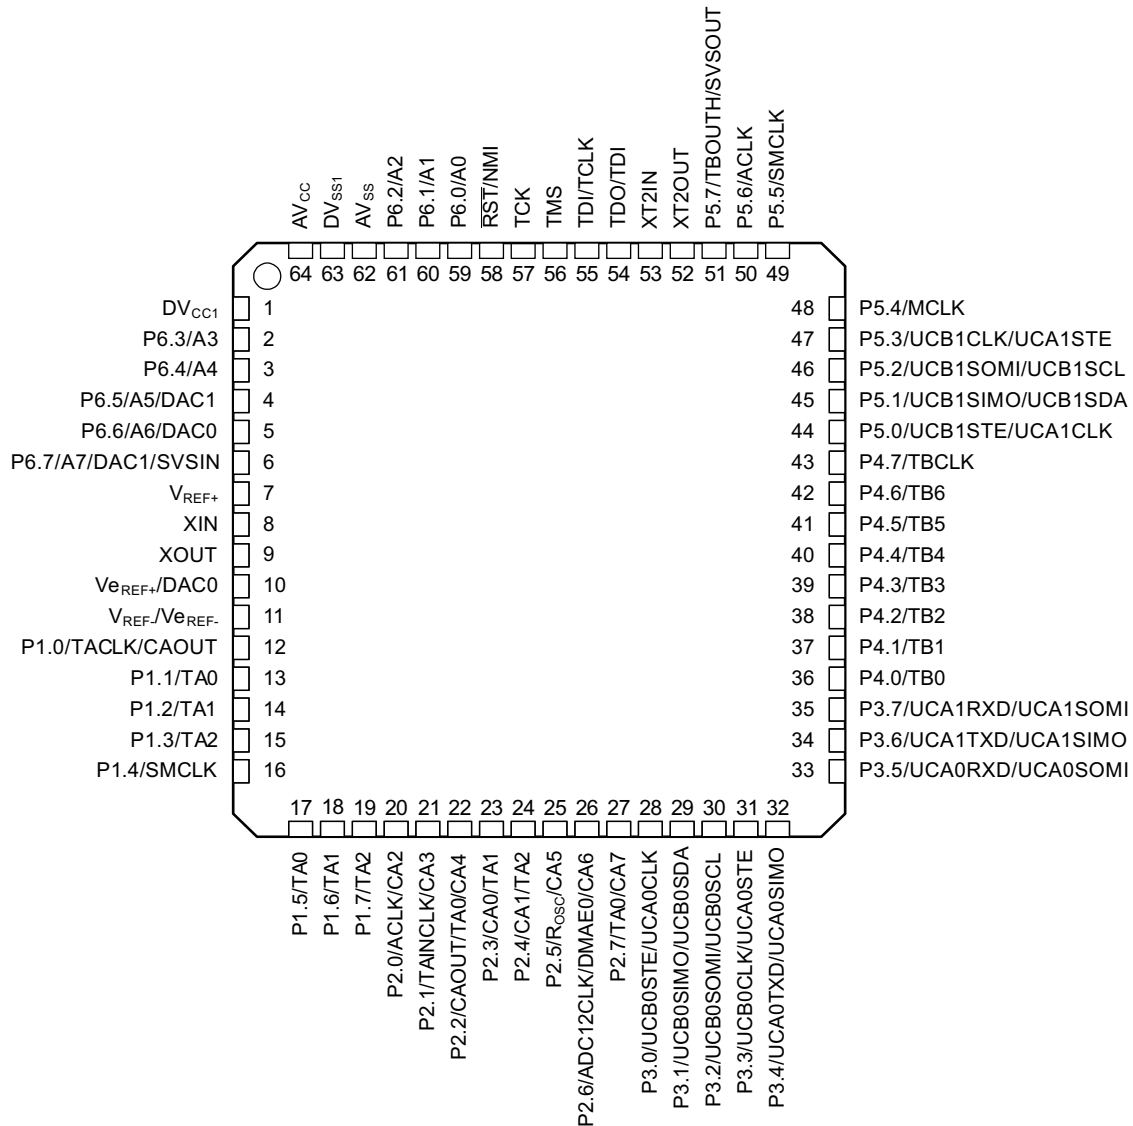 AVCC
DVSS1
AVSS
P6.2/A2
P6.1/A1
P6.0/A0
RST/NMI
TCK
TMS
TDI/TCLK
TDO/TDI
XT2IN
XT2OUT
P5.7/TBOUTH/SVSOUT
P5.6/ACLK
P5.5/SMCLK
64 63 62 61 60 59 58 57 56 55 54 53 52 51 50 49
DVCC1 1
P6.3/A3 2
P6.4/A4 3
P6.5/A5/DAC1 4
P6.6/A6/DAC0 5
P6.7/A7/DAC1/SVSIN 6
VREF+ 7
XIN 8
XOUT 9
VeREF+/DAC0 10
VREF-/VeREF- 11
P1.0/TACLK/CAOUT 12
P1.1/TA0 13
P1.2/TA1 14
P1.3/TA2 15
P1.4/SMCLK 16
48 P5.4/MCLK
47 P5.3/UCB1CLK/UCA1STE
46 P5.2/UCB1SOMI/UCB1SCL
45 P5.1/UCB1SIMO/UCB1SDA
44 P5.0/UCB1STE/UCA1CLK
43 P4.7/TBCLK
42 P4.6/TB6
41 P4.5/TB5
40 P4.4/TB4
39 P4.3/TB3
38 P4.2/TB2
37 P4.1/TB1
36 P4.0/TB0
35 P3.7/UCA1RXD/UCA1SOMI
34 P3.6/UCA1TXD/UCA1SIMO
33 P3.5/UCA0RXD/UCA0SOMI
17 18 19 20 21 22 23 24 25 26 27 28 29 30 31 32
P1.5/TA0
P1.6/TA1
P1.7/TA2
P2.0/ACLK/CA2
P2.1/TAINCLK/CA3
P2.2/CAOUT/TA0/CA4
P2.3/CA0/TA1
P2.4/CA1/TA2
P2.5/ROSC/CA5
P2.6/ADC12CLK/DMAE0/CA6
P2.7/TA0/CA7
P3.0/UCB0STE/UCA0CLK
P3.1/UCB0SIMO/UCB0SDA
P3.2/UCB0SOMI/UCB0SCL
P3.3/UCB0CLK/UCA0STE
P3.4/UCA0TXD/UCA0SIMO